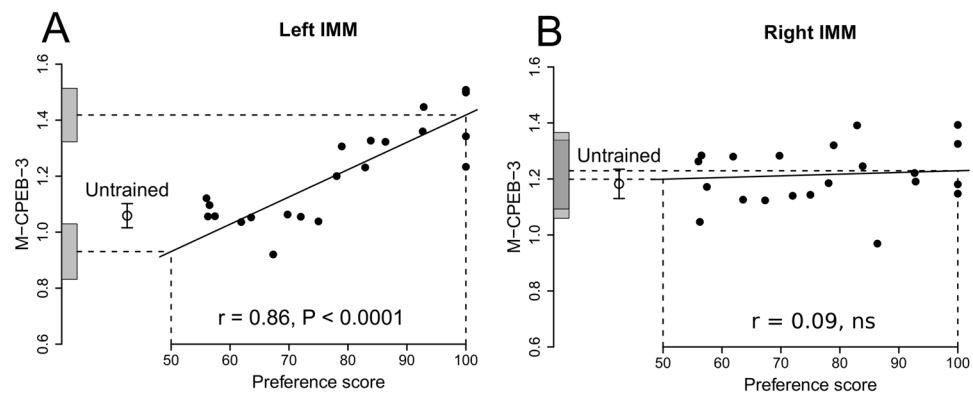 A
Left IMM
M−CPEB−3
1.6
1.4
1.2
1.0
0.8
0.6
Untrained
r = 0.86, P < 0.0001
50 60 70 80 90 100
Preference score
B
Right IMM
M−CPEB−3
1.6
1.4
1.2
1.0
0.8
0.6
Untrained
r = 0.09, ns
50 60 70 80 90 100
Preference score